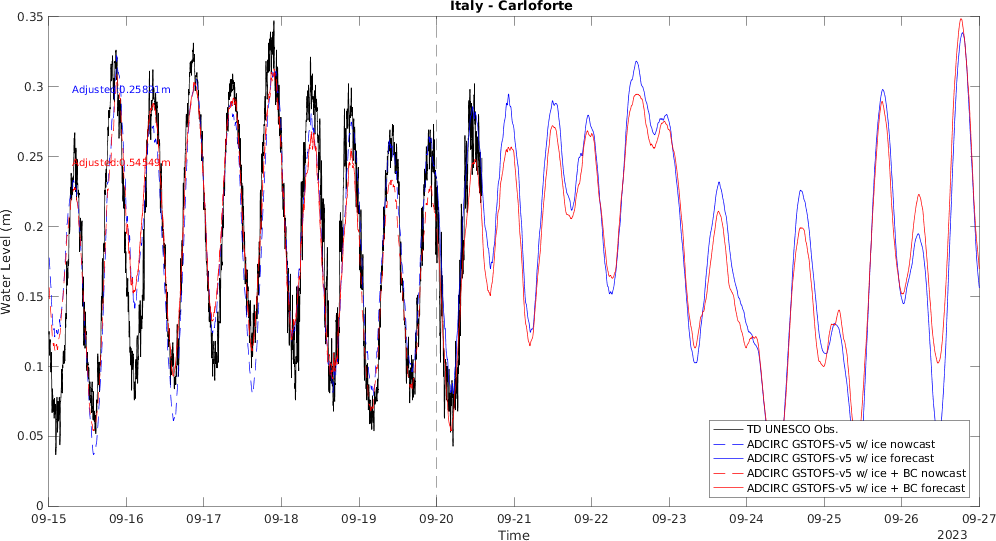 Italy - Carloforte
0.35
0.3
0.25
0.2
0.15
0.1
0.05
0
Water Level (m)
Adjusted:0.25821m
Adjusted:0.54549m
TD UNESCO Obs.
ADCIRC GSTOFS-v5 w/ ice nowcast
ADCIRC GSTOFS-v5 w/ ice forecast
ADCIRC GSTOFS-v5 w/ ice + BC nowcast
ADCIRC GSTOFS-v5 w/ ice + BC forecast
09-15 09-16 09-17 09-18 09-19 09-20 09-21 09-22 09-23 09-24 09-25 09-26 09-27
Time
2023